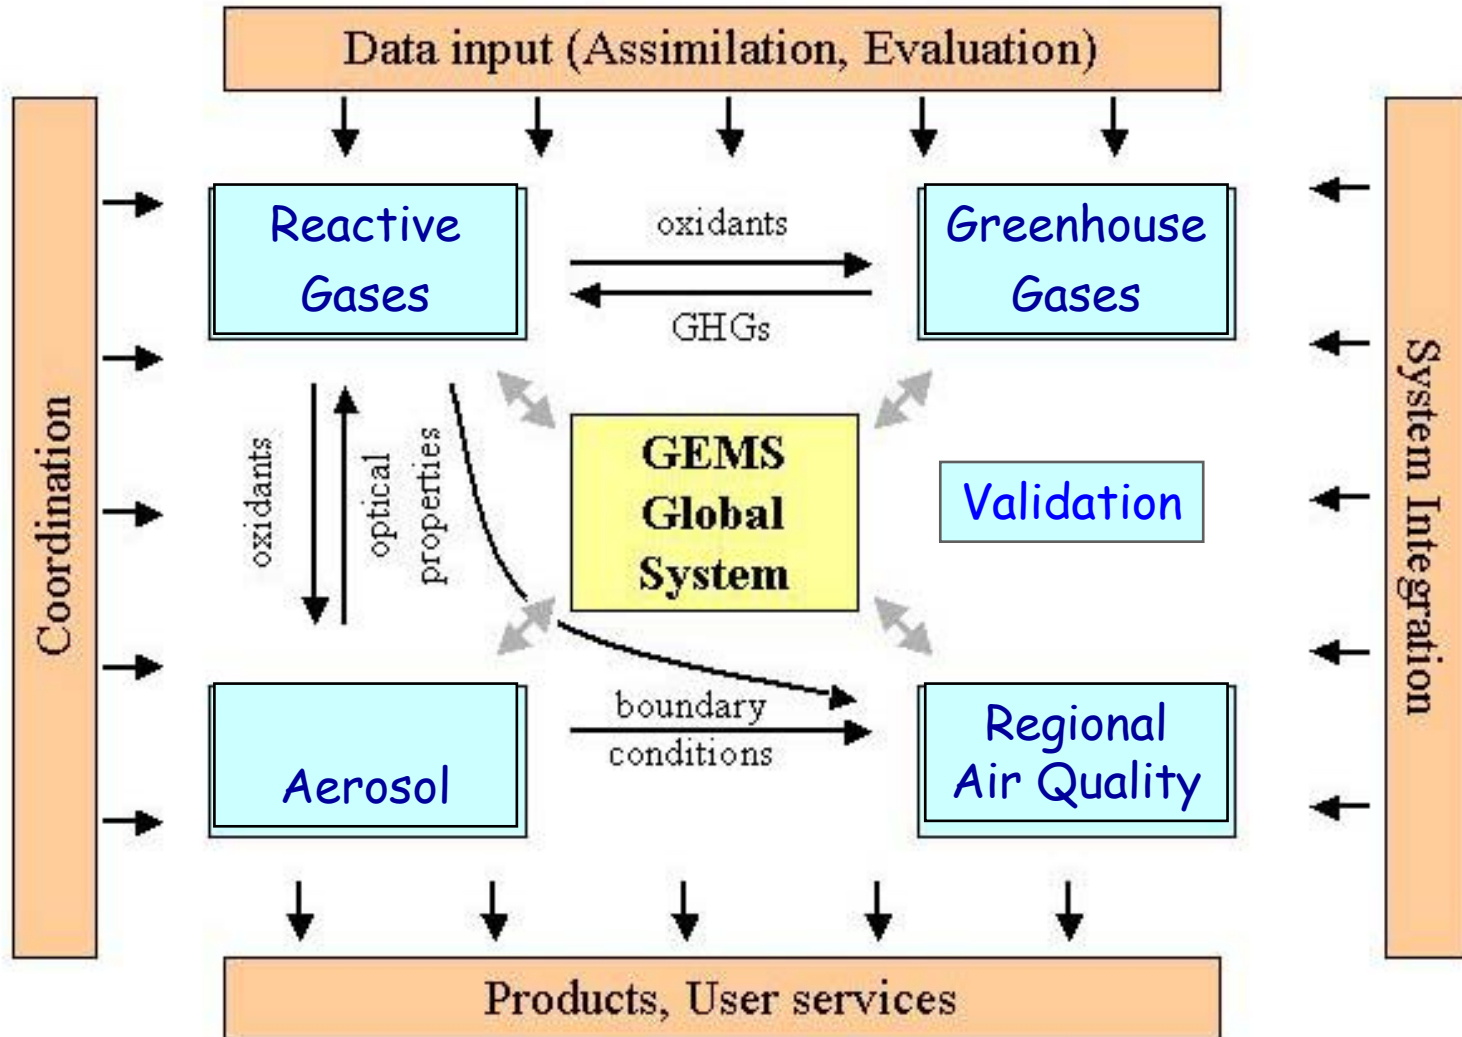 Data input (Assimilation, Evaluation)
Coordination
System Integration
Reactive
Gases
oxidants
GHGs
Greenhouse
Gases
oxidants
optical
properties
GEMS
Global
System
Validation
Aerosol
boundary
conditions
Regional
Air Quality
Products, User services